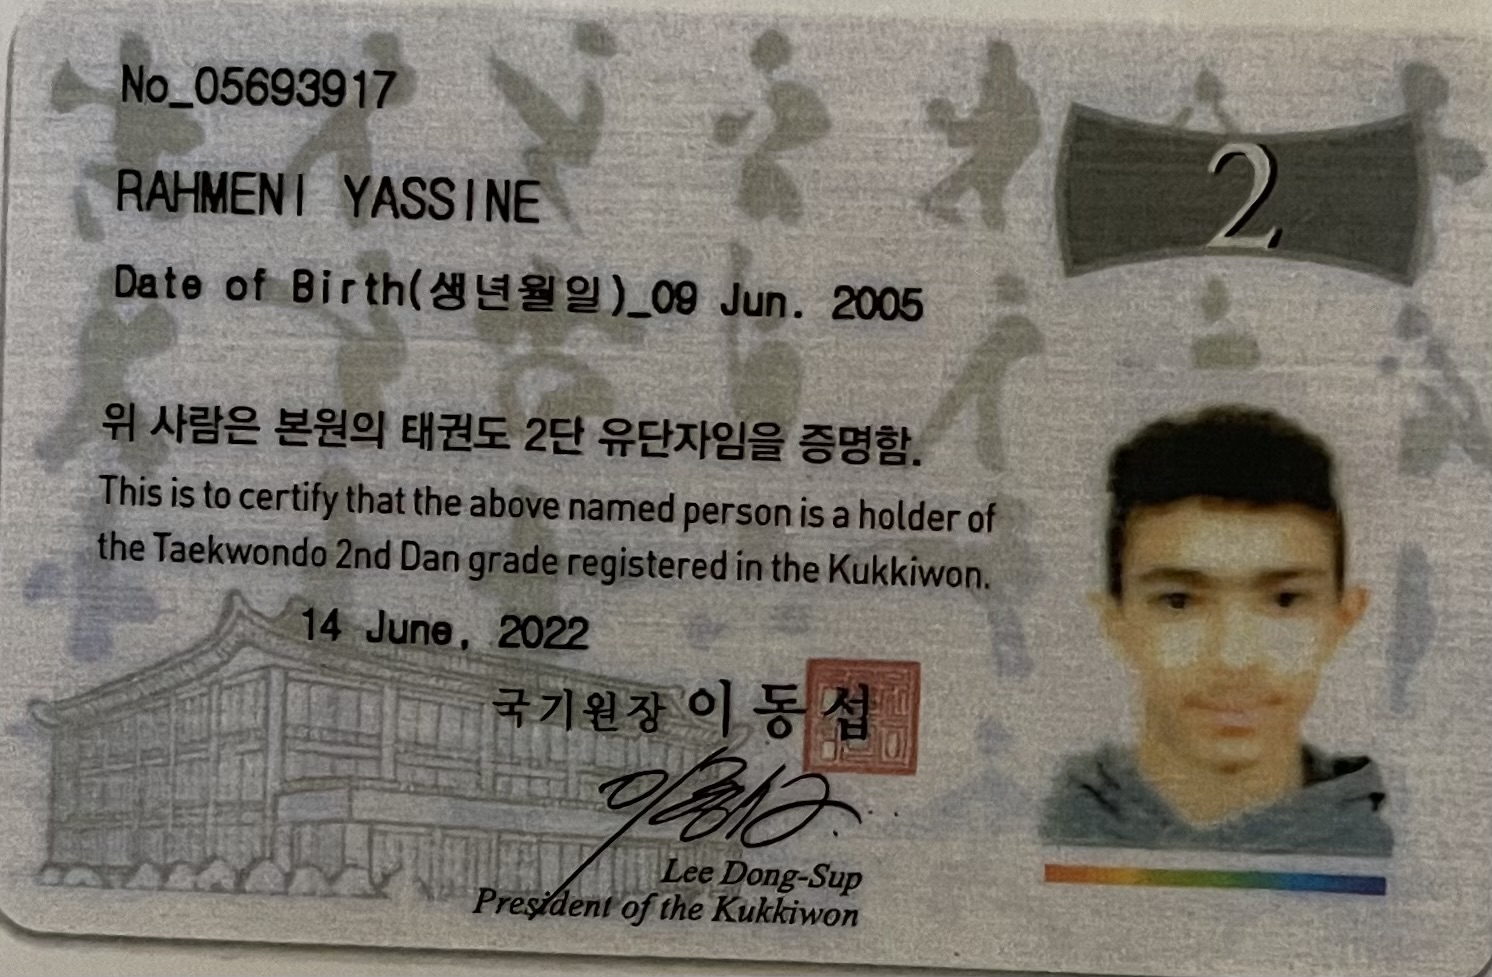 No_05693917
2
RAHMENI YASSINE
Date of Birth(생년월일)_09 Jun. 2005
위 사람은 본원의 태권도 2단 유단자임을 증명함.
This is to certify that the above named person is a holder of
the Taekwondo 2nd Dan grade registered in the Kukkiwon.
14 June, 2022
국기원장 이동섭
Lee Dong-Sup
President of the Kukkiwon